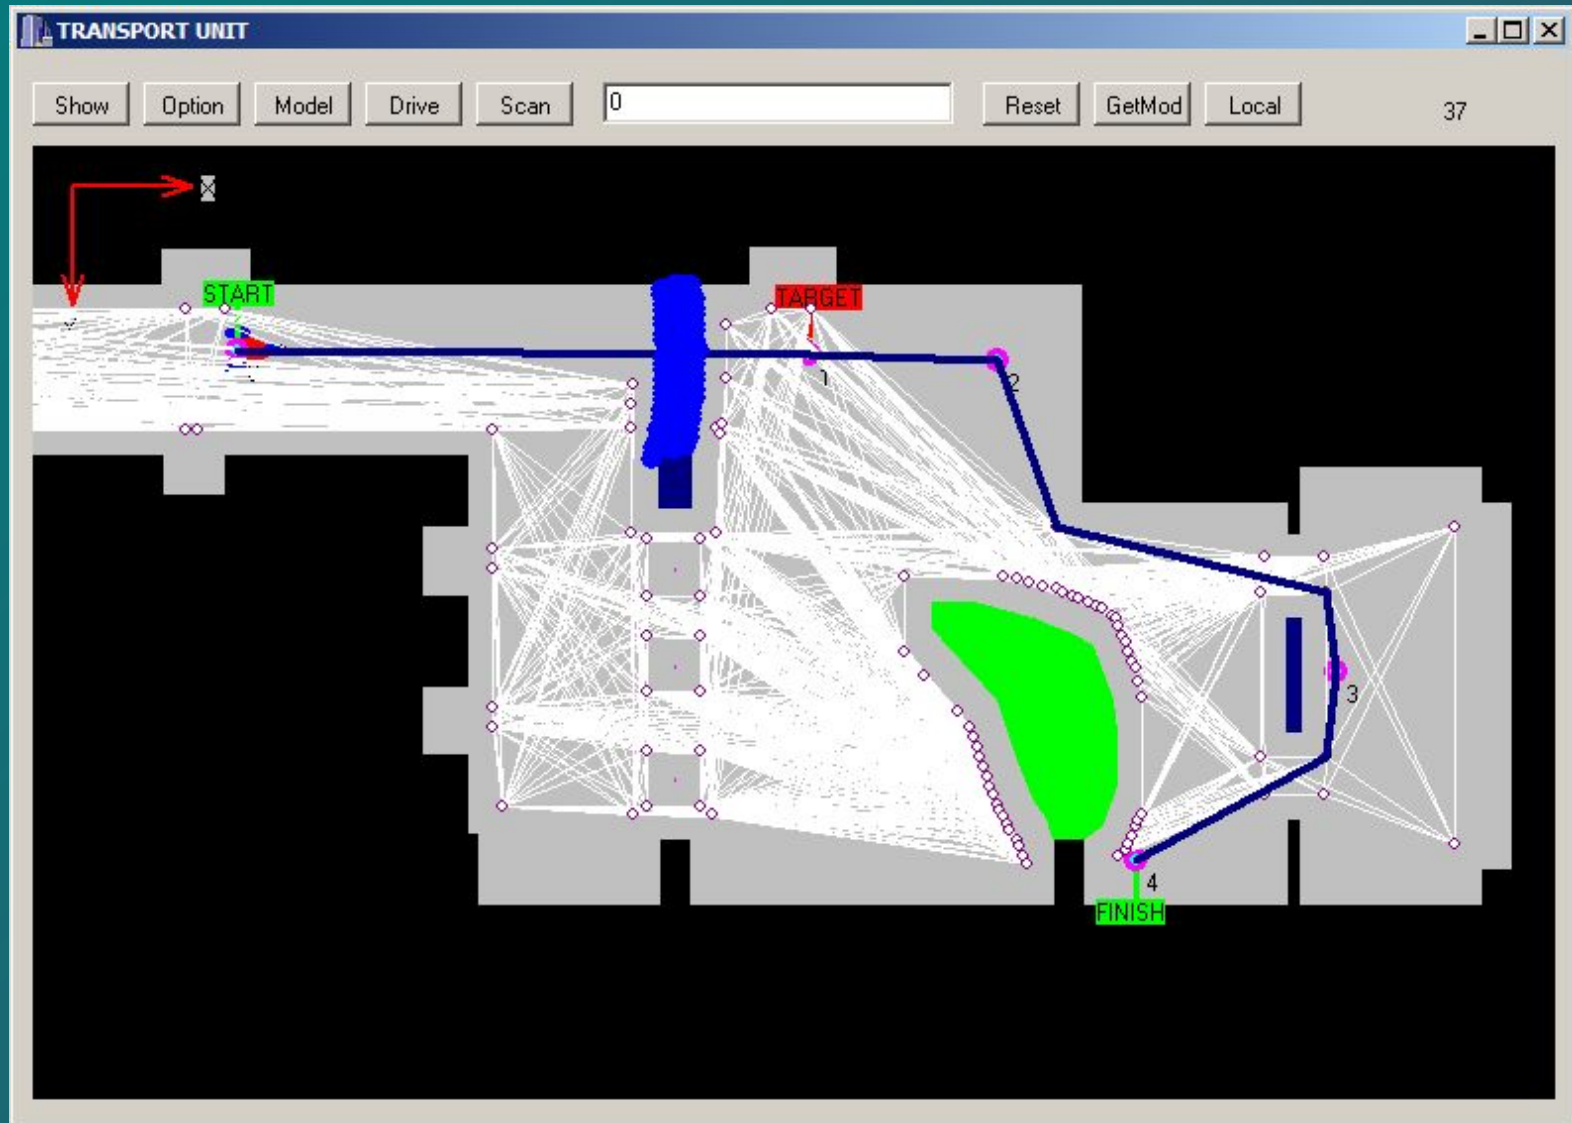 TRANSPORT UNIT
Show Option Model Drive Scan 0 Reset GetMod Local 37
START
TARGET
1
2
3
4
FINISH